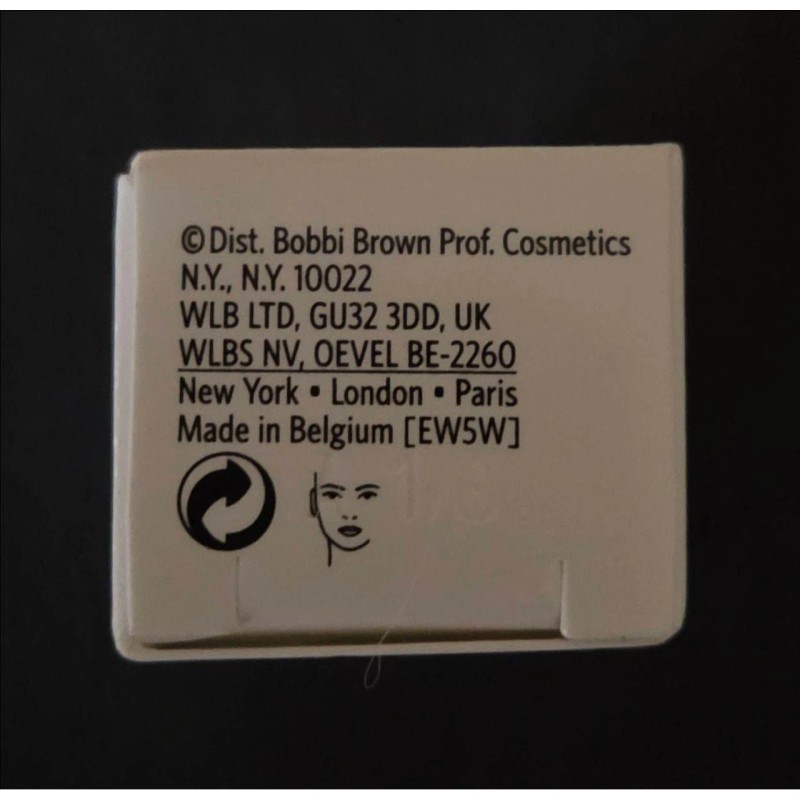 ©Dist. Bobbi Brown Prof. Cosmetics
N.Y., N.Y. 10022
WLB LTD, GU32 3DD, UK
WLBS NV, OEVEL BE-2260
New York • London • Paris
Made in Belgium [EW5W]